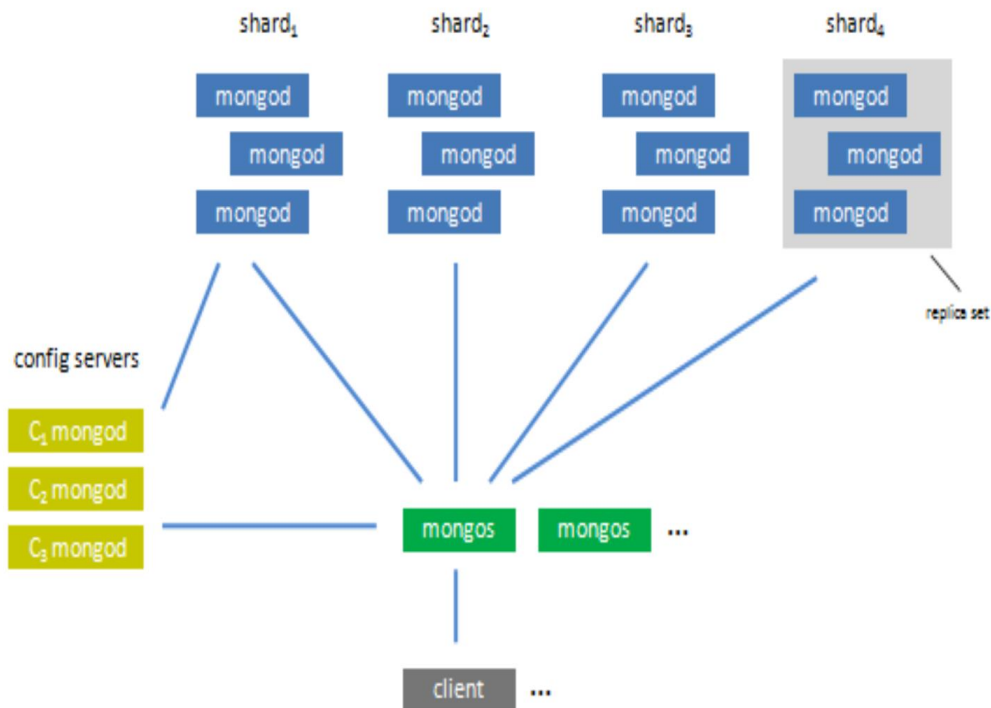 shard₁ shard₂ shard₃ shard₄
mongod mongod mongod mongod
mongod mongod mongod mongod
mongod mongod mongod mongod
replica set
config servers
C₁ mongod
C₂ mongod
C₃ mongod
mongos mongos ...
client ...